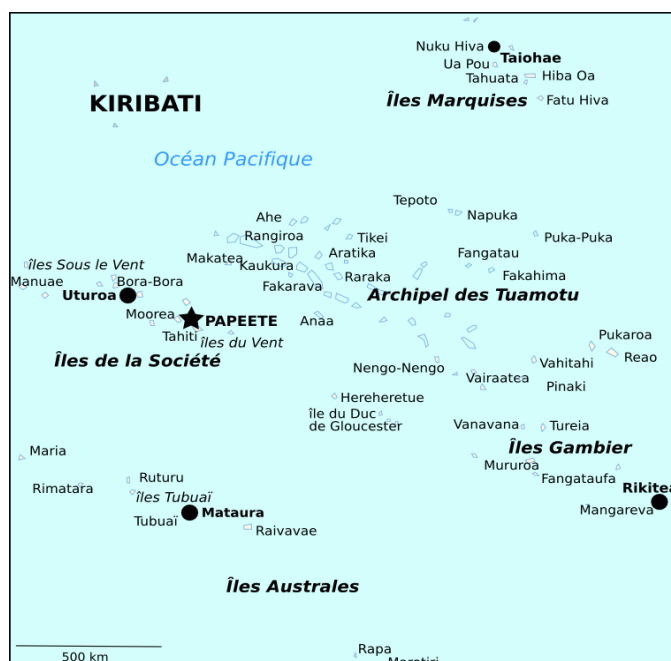 Nuku Hiva
Taiohae
Ua Pou
Tahuata
Hiba Oa
Îles Marquises
Fatu Hiva
KIRIBATI
Océan Pacifique
Tepoto
Napuka
Ahe
Rangiroa
Tikei
Puka-Puka
Makatea
Kaukura
Aratika
Fangatau
îles Sous le Vent
Manuae
Bora-Bora
Fakarava
Raraka
Fakahima
Uturoa
Archipel des Tuamotu
Moorea
PAPEETE
Anaa
Tahiti
îles du Vent
Pukaroa
Îles de la Société
Nengo-Nengo
Vahitahi
Reao
Vairaatea
Pinaki
Hereheretue
île du Duc
de Gloucester
Vanavana
Tureia
Maria
Îles Gambier
Mururoa
Rimatara
Ruturu
Fangataufa
Rikitea
îles Tubuaï
Tubuaï
Mataura
Mangareva
Raivavae
Îles Australes
500 km
Rapa